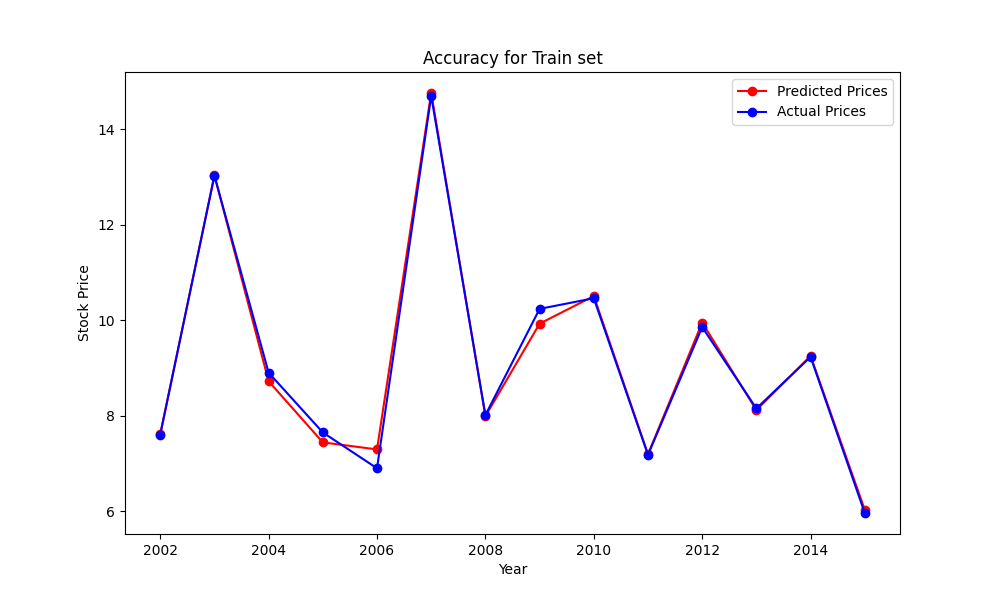 Accuracy for Train set
Predicted Prices
Actual Prices
Stock Price
14
12
10
8
6
2002 2004 2006 2008 2010 2012 2014
Year